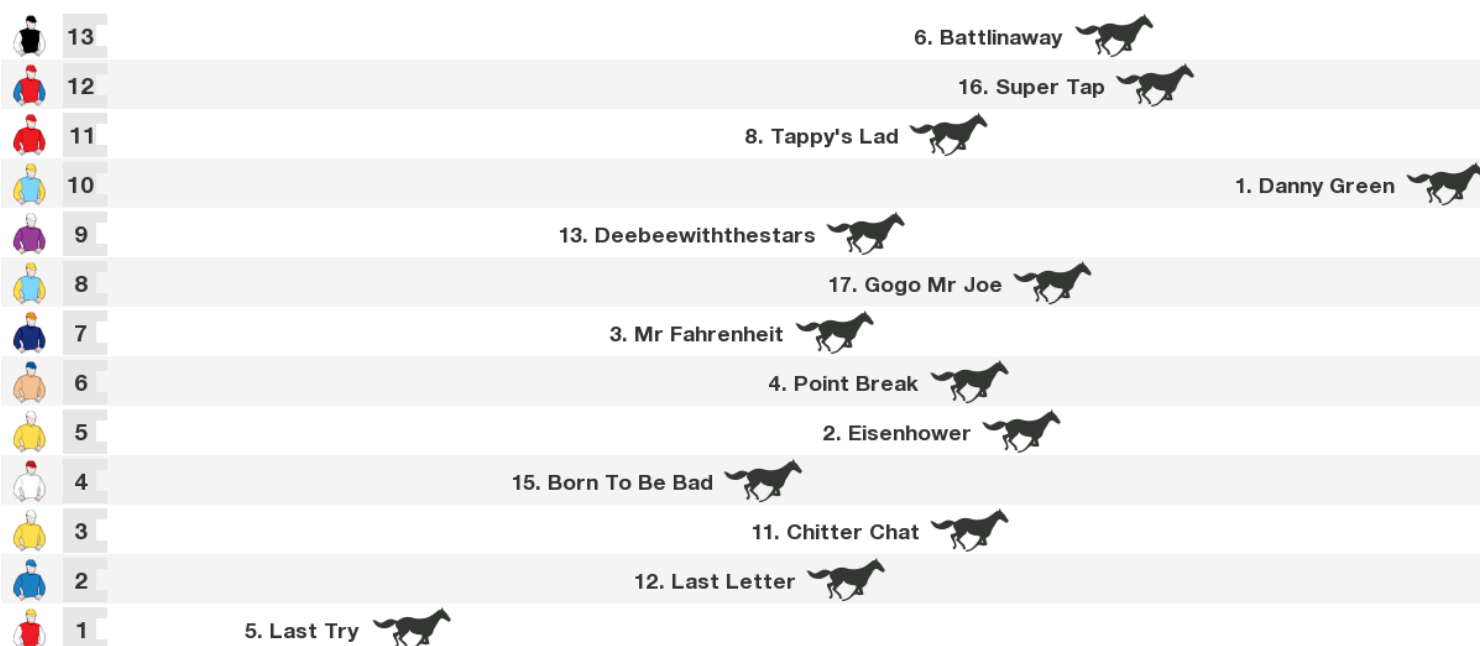 13 6. Battlinaway
12 16. Super Tap
11 8. Tappy's Lad
10 1. Danny Green
9 13. Deebeewiththestars
8 17. Gogo Mr Joe
7 3. Mr Fahrenheit
6 4. Point Break
5 2. Eisenhower
4 15. Born To Be Bad
3 11. Chitter Chat
2 12. Last Letter
1 5. Last Try